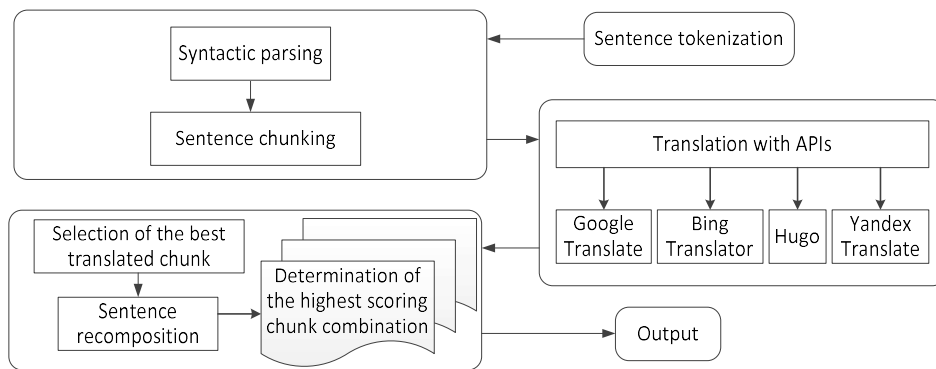 Sentence tokenization
Syntactic parsing
Sentence chunking
Translation with APIs
Google
Translate
Bing
Translator
Hugo
Yandex
Translate
Selection of the best
translated chunk
Sentence
recomposition
Determination of
the highest scoring
chunk combination
Output